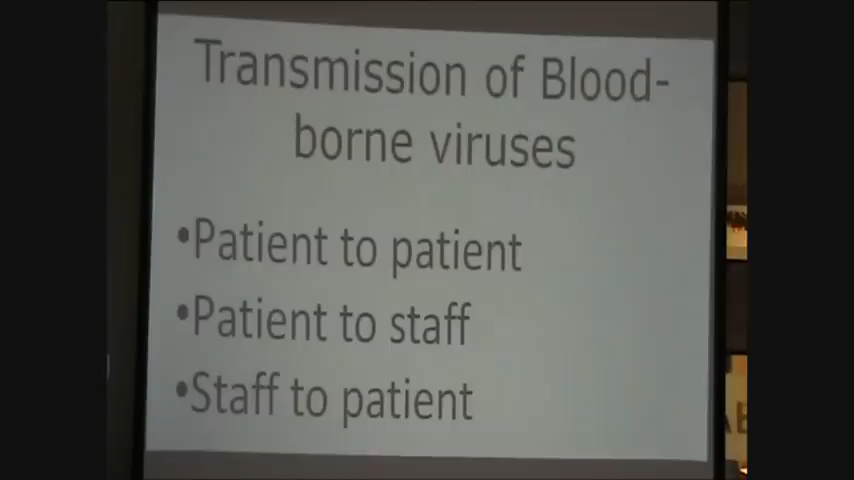 Transmission of Blood-
borne viruses
•Patient to patient
•Patient to staff
•Staff to patient